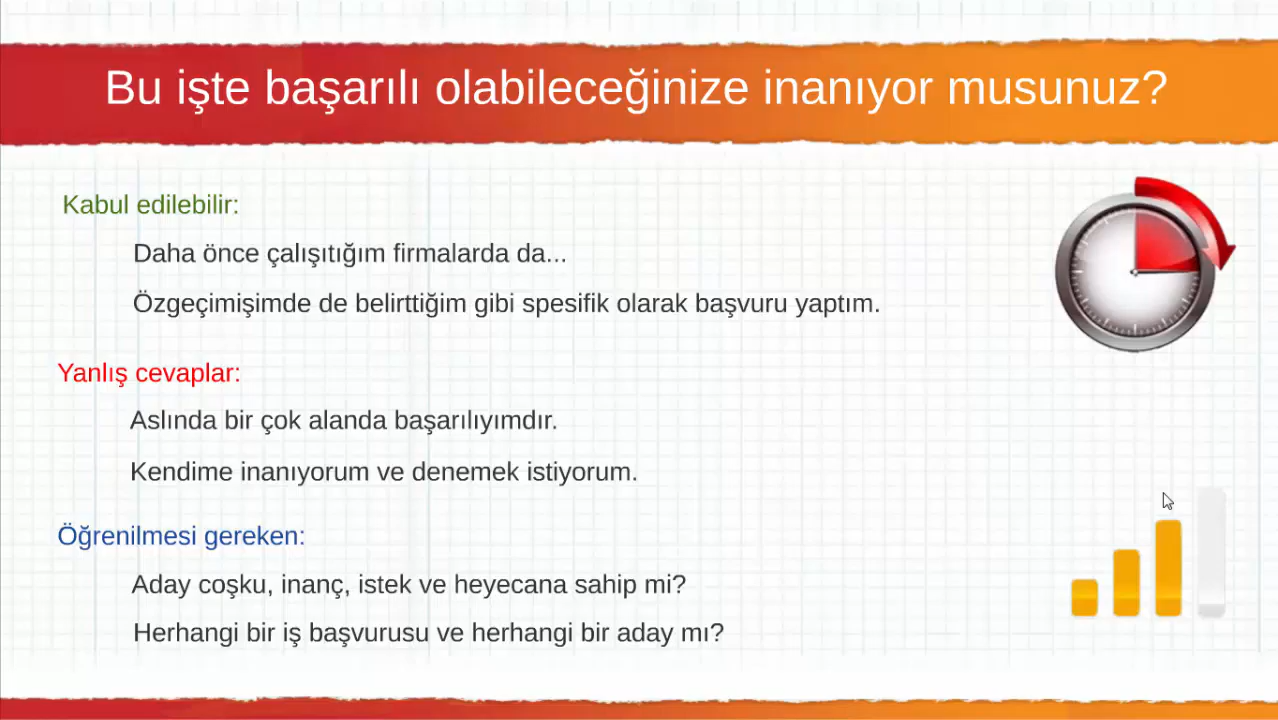 Bu işte başarılı olabileceğinize inanıyor musunuz?
Kabul edilebilir:
Daha önce çalışıtığım firmalarda da...
Özgeçimişimde de belirttiğim gibi spesifik olarak başvuru yaptım.
Yanlış cevaplar:
Aslında bir çok alanda başarılıyımdır.
Kendime inanıyorum ve denemek istiyorum.
Öğrenilmesi gereken:
Aday coşku, inanç, istek ve heyecana sahip mi?
Herhangi bir iş başvurusu ve herhangi bir aday mı?